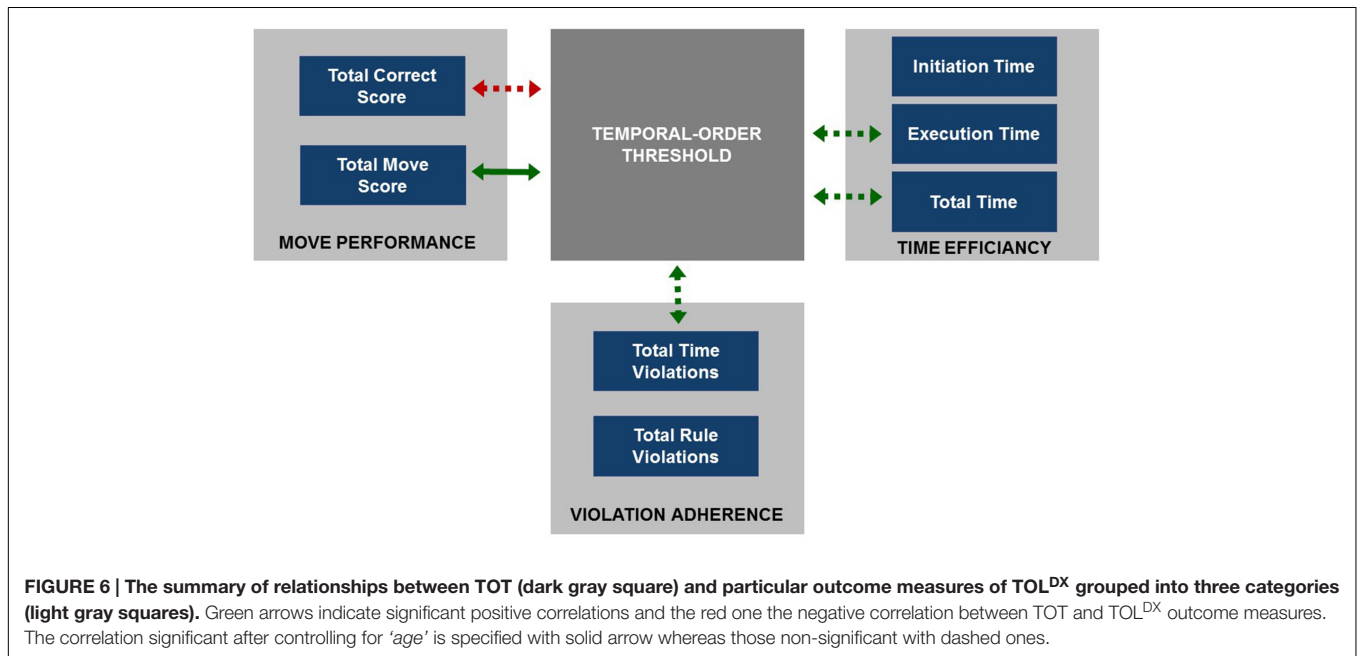 Total Correct
Score
Total Move
Score
MOVE PERFORMANCE
TEMPORAL-ORDER
THRESHOLD
Initiation Time
Execution Time
Total Time
TIME EFFICIANCY
Total Time
Violations
Total Rule
Violations
VIOLATION ADHERENCE
FIGURE 6 | The summary of relationships between TOT (dark gray square) and particular outcome measures of TOL^DX grouped into three categories
(light gray squares). Green arrows indicate significant positive correlations and the red one the negative correlation between TOT and TOL^DX outcome measures.
The correlation significant after controlling for 'age' is specified with solid arrow whereas those non-significant with dashed ones.